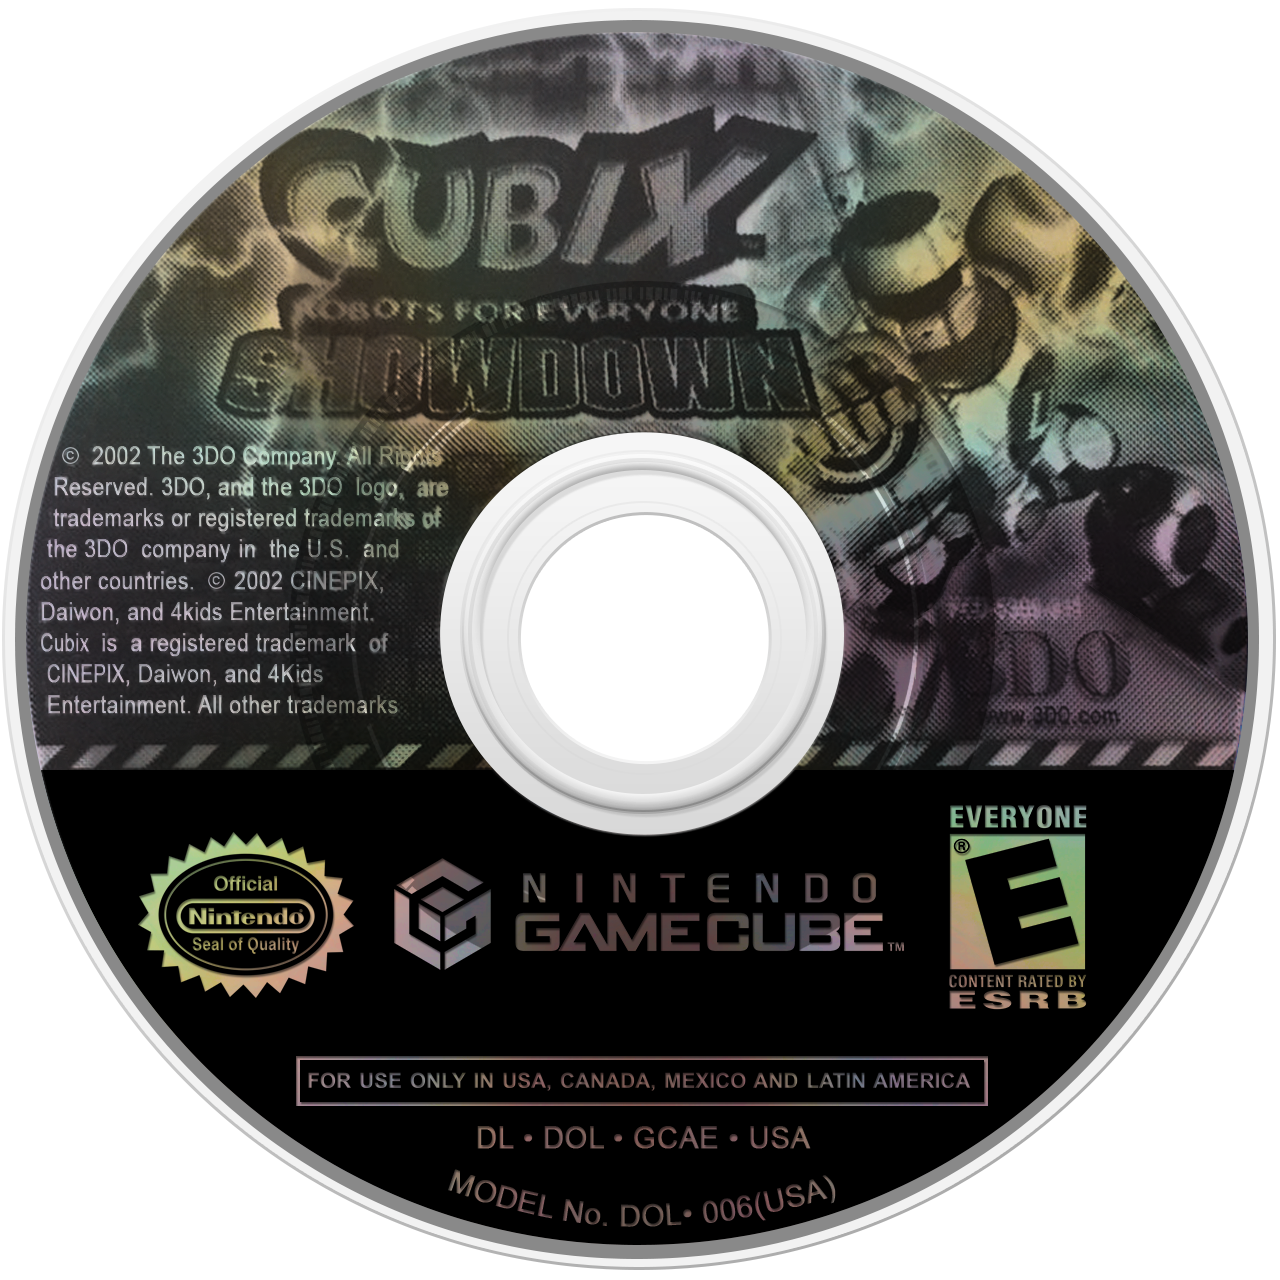 CUBIX™
ROBOTS FOR EVERYONE
SHOWDOWN
© 2002 The 3DO Company. All Rights
Reserved. 3DO, and the 3DO logo, are
trademarks or registered trademarks of
the 3DO company in the U.S. and
other countries. © 2002 CINEPIX,
Daiwon, and 4kids Entertainment.
Cubix is a registered trademark of
CINEPIX, Daiwon, and 4Kids
Entertainment. All other trademarks
3DO
www.3DO.com
Official
Nintendo®
Seal of Quality
NINTENDO
GAMECUBE™
EVERYONE
®
E
CONTENT RATED BY
ESRB
FOR USE ONLY IN USA, CANADA, MEXICO AND LATIN AMERICA
DL • DOL • GCAE • USA
MODEL No. DOL• 006(USA)